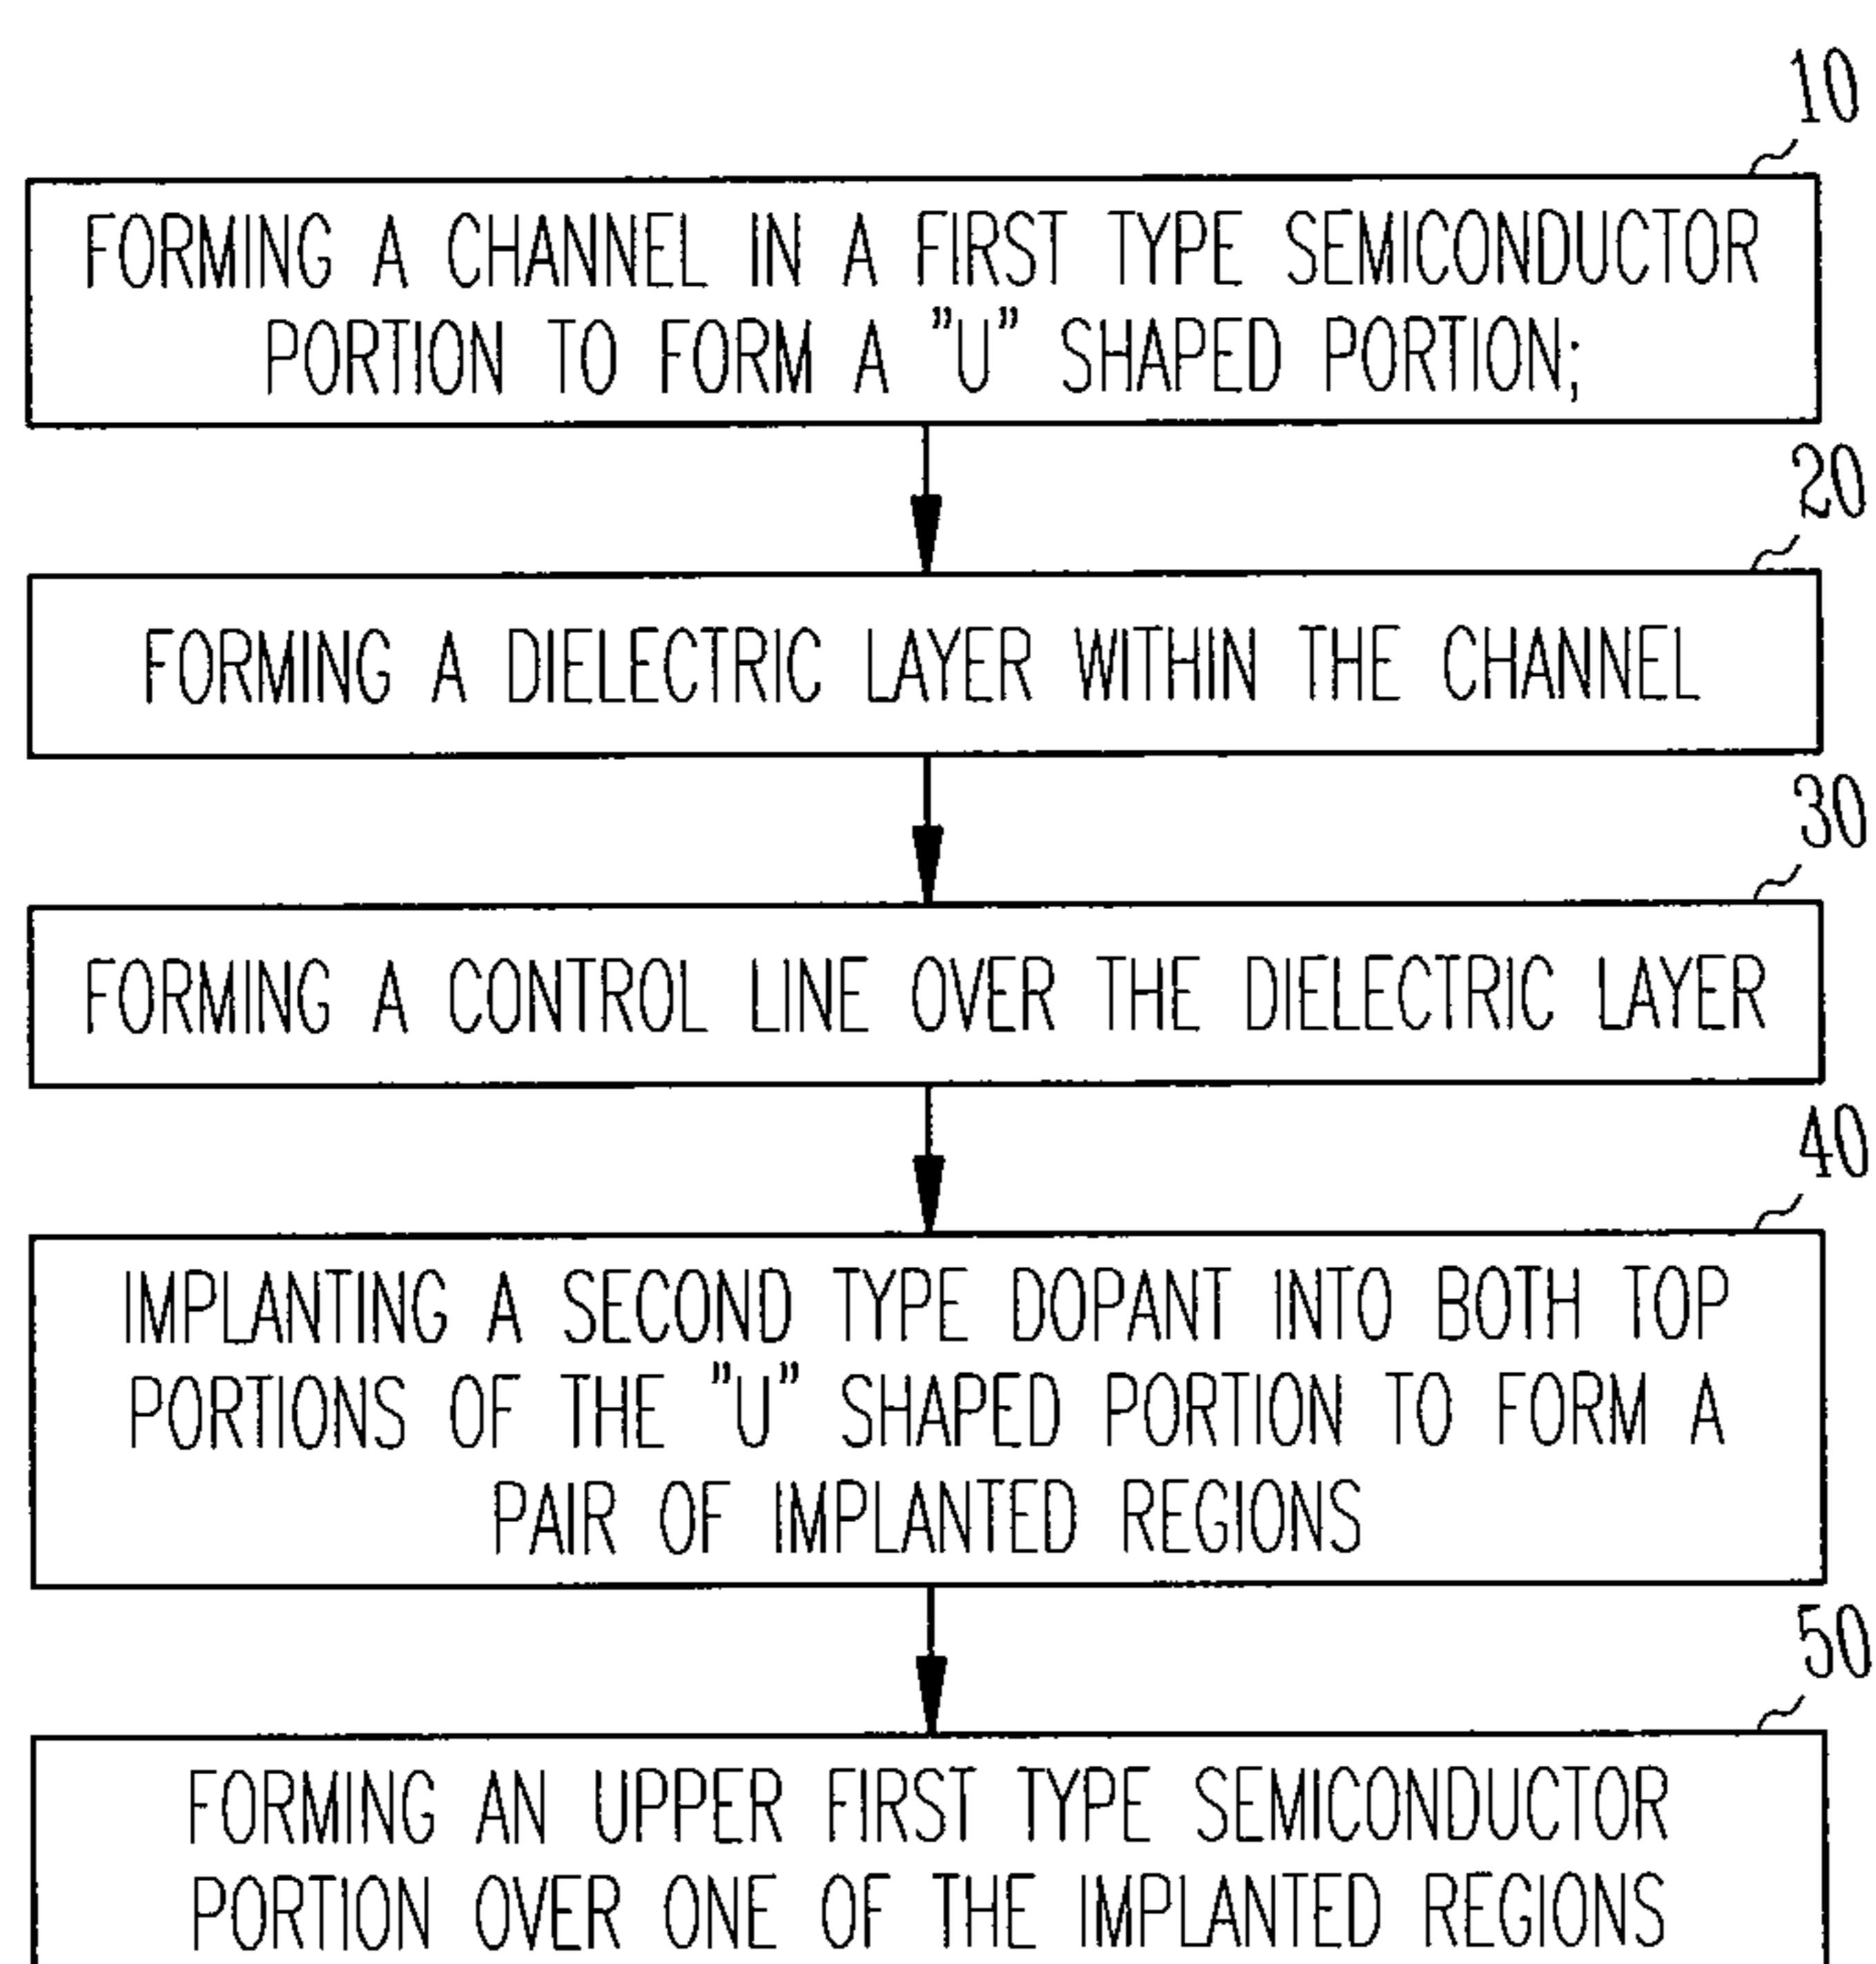 10
FORMING A CHANNEL IN A FIRST TYPE SEMICONDUCTOR
PORTION TO FORM A "U" SHAPED PORTION;
20
FORMING A DIELECTRIC LAYER WITHIN THE CHANNEL
30
FORMING A CONTROL LINE OVER THE DIELECTRIC LAYER
40
IMPLANTING A SECOND TYPE DOPANT INTO BOTH TOP
PORTIONS OF THE "U" SHAPED PORTION TO FORM A
PAIR OF IMPLANTED REGIONS
50
FORMING AN UPPER FIRST TYPE SEMICONDUCTOR
PORTION OVER ONE OF THE IMPLANTED REGIONS